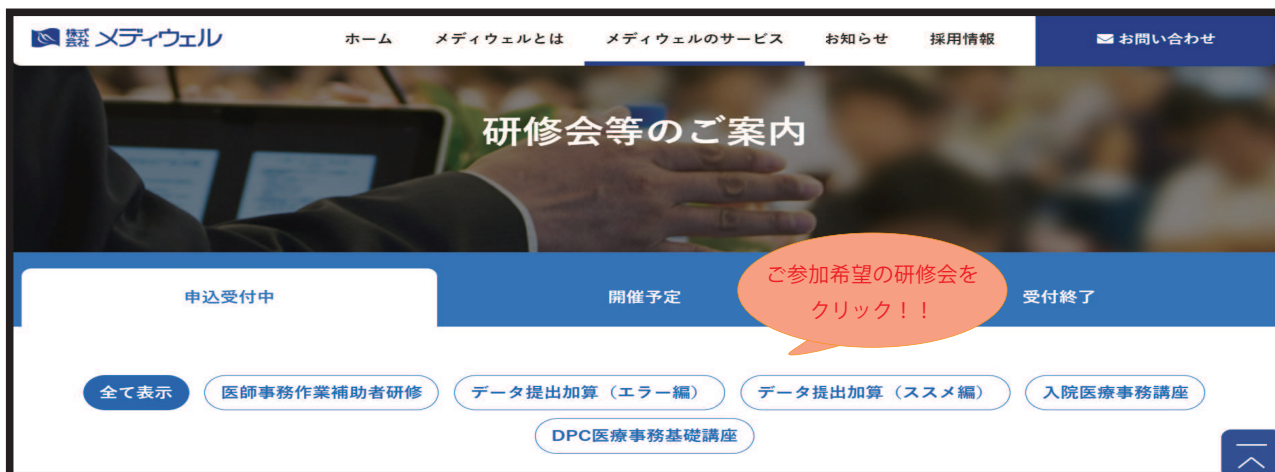 株式会社 メディウェル
ホーム メディウェルとは メディウェルのサービス お知らせ 採用情報 お問い合わせ
研修会等のご案内
ご参加希望の研修会を
クリック！！
申込受付中 開催予定 受付終了
全て表示 医師事務作業補助者研修 データ提出加算（エラー編） データ提出加算（ススメ編） 入院医療事務講座
DPC医療事務基礎講座